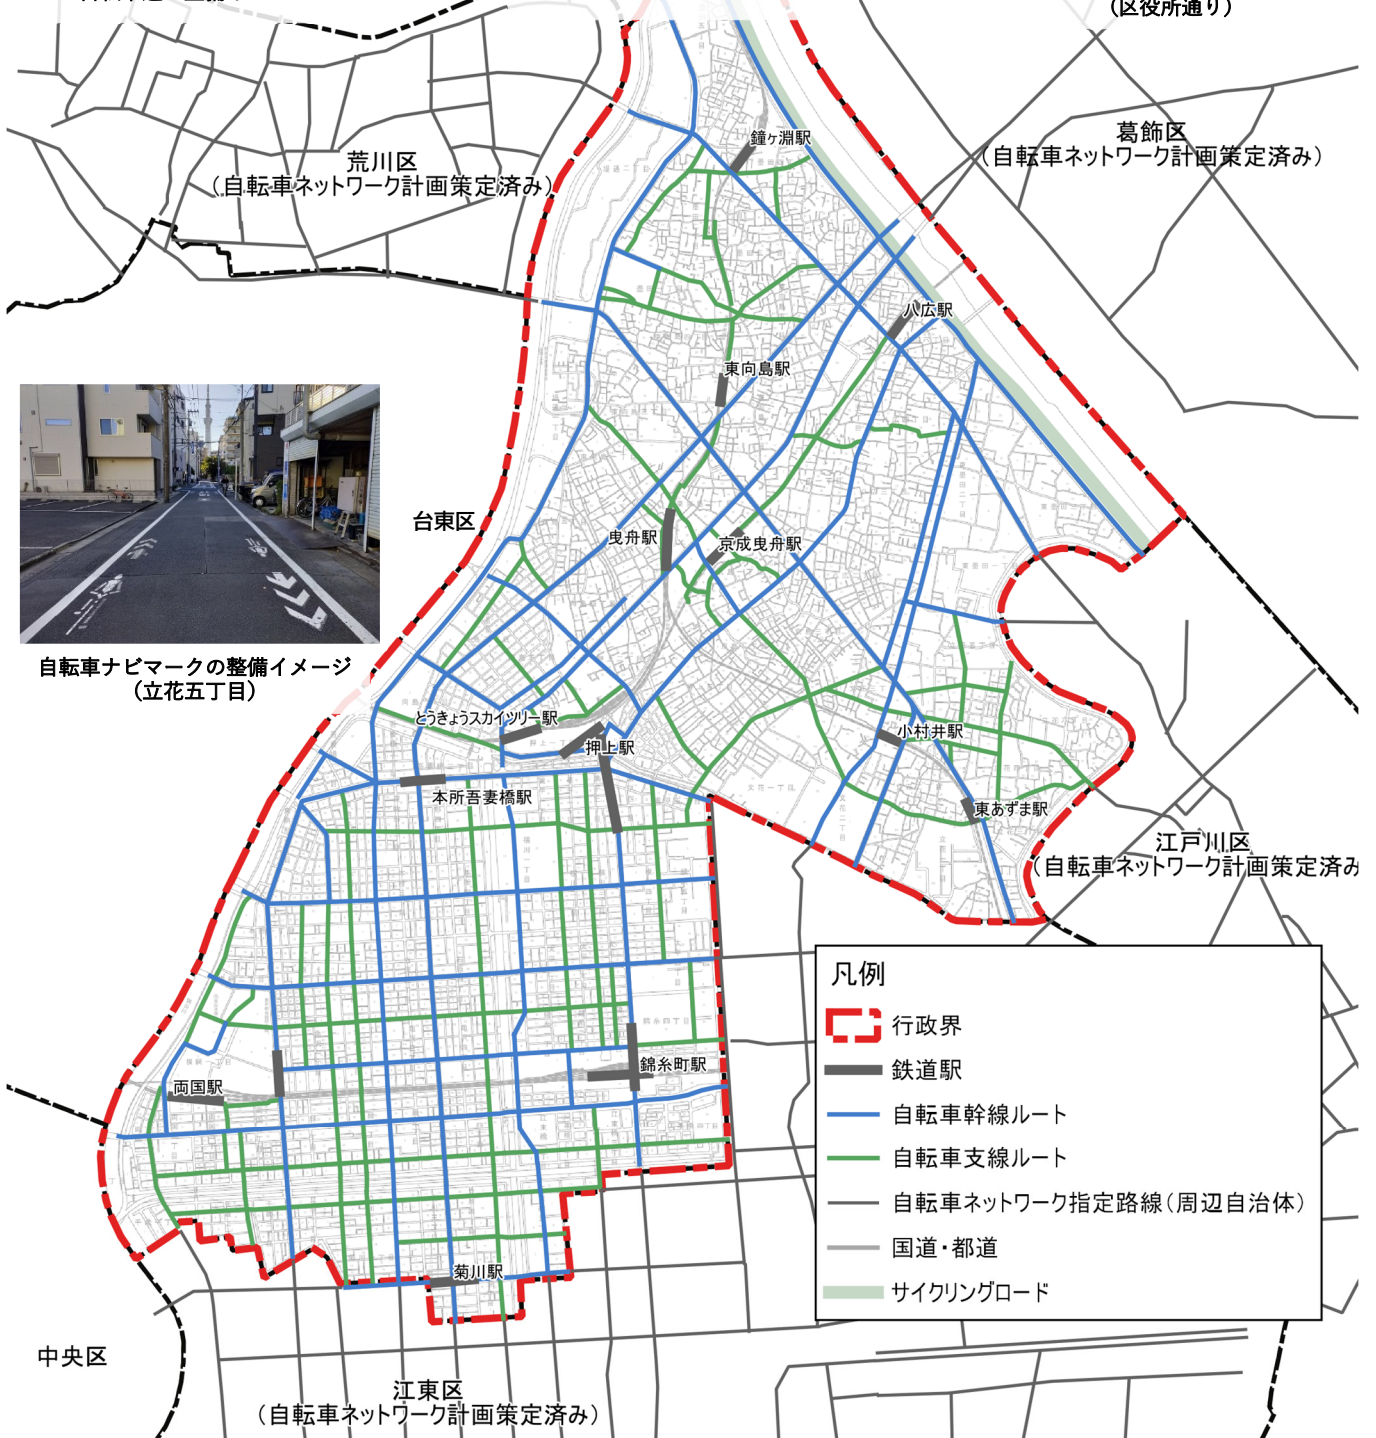 (区役所通り)
鐘ヶ淵駅
葛飾区
(自転車ネットワーク計画策定済み)
荒川区
(自転車ネットワーク計画策定済み)
八広駅
東向島駅
台東区
曳舟駅
京成曳舟駅
自転車ナビマークの整備イメージ
(立花五丁目)
とうきょうスカイツリー駅
押上駅
小村井駅
本所吾妻橋駅
東あずま駅
江戸川区
(自転車ネットワーク計画策定済み
両国駅
錦糸町駅
菊川駅
凡例
行政界
鉄道駅
自転車幹線ルート
自転車支線ルート
自転車ネットワーク指定路線(周辺自治体)
国道・都道
サイクリングロード
中央区
江東区
(自転車ネットワーク計画策定済み)